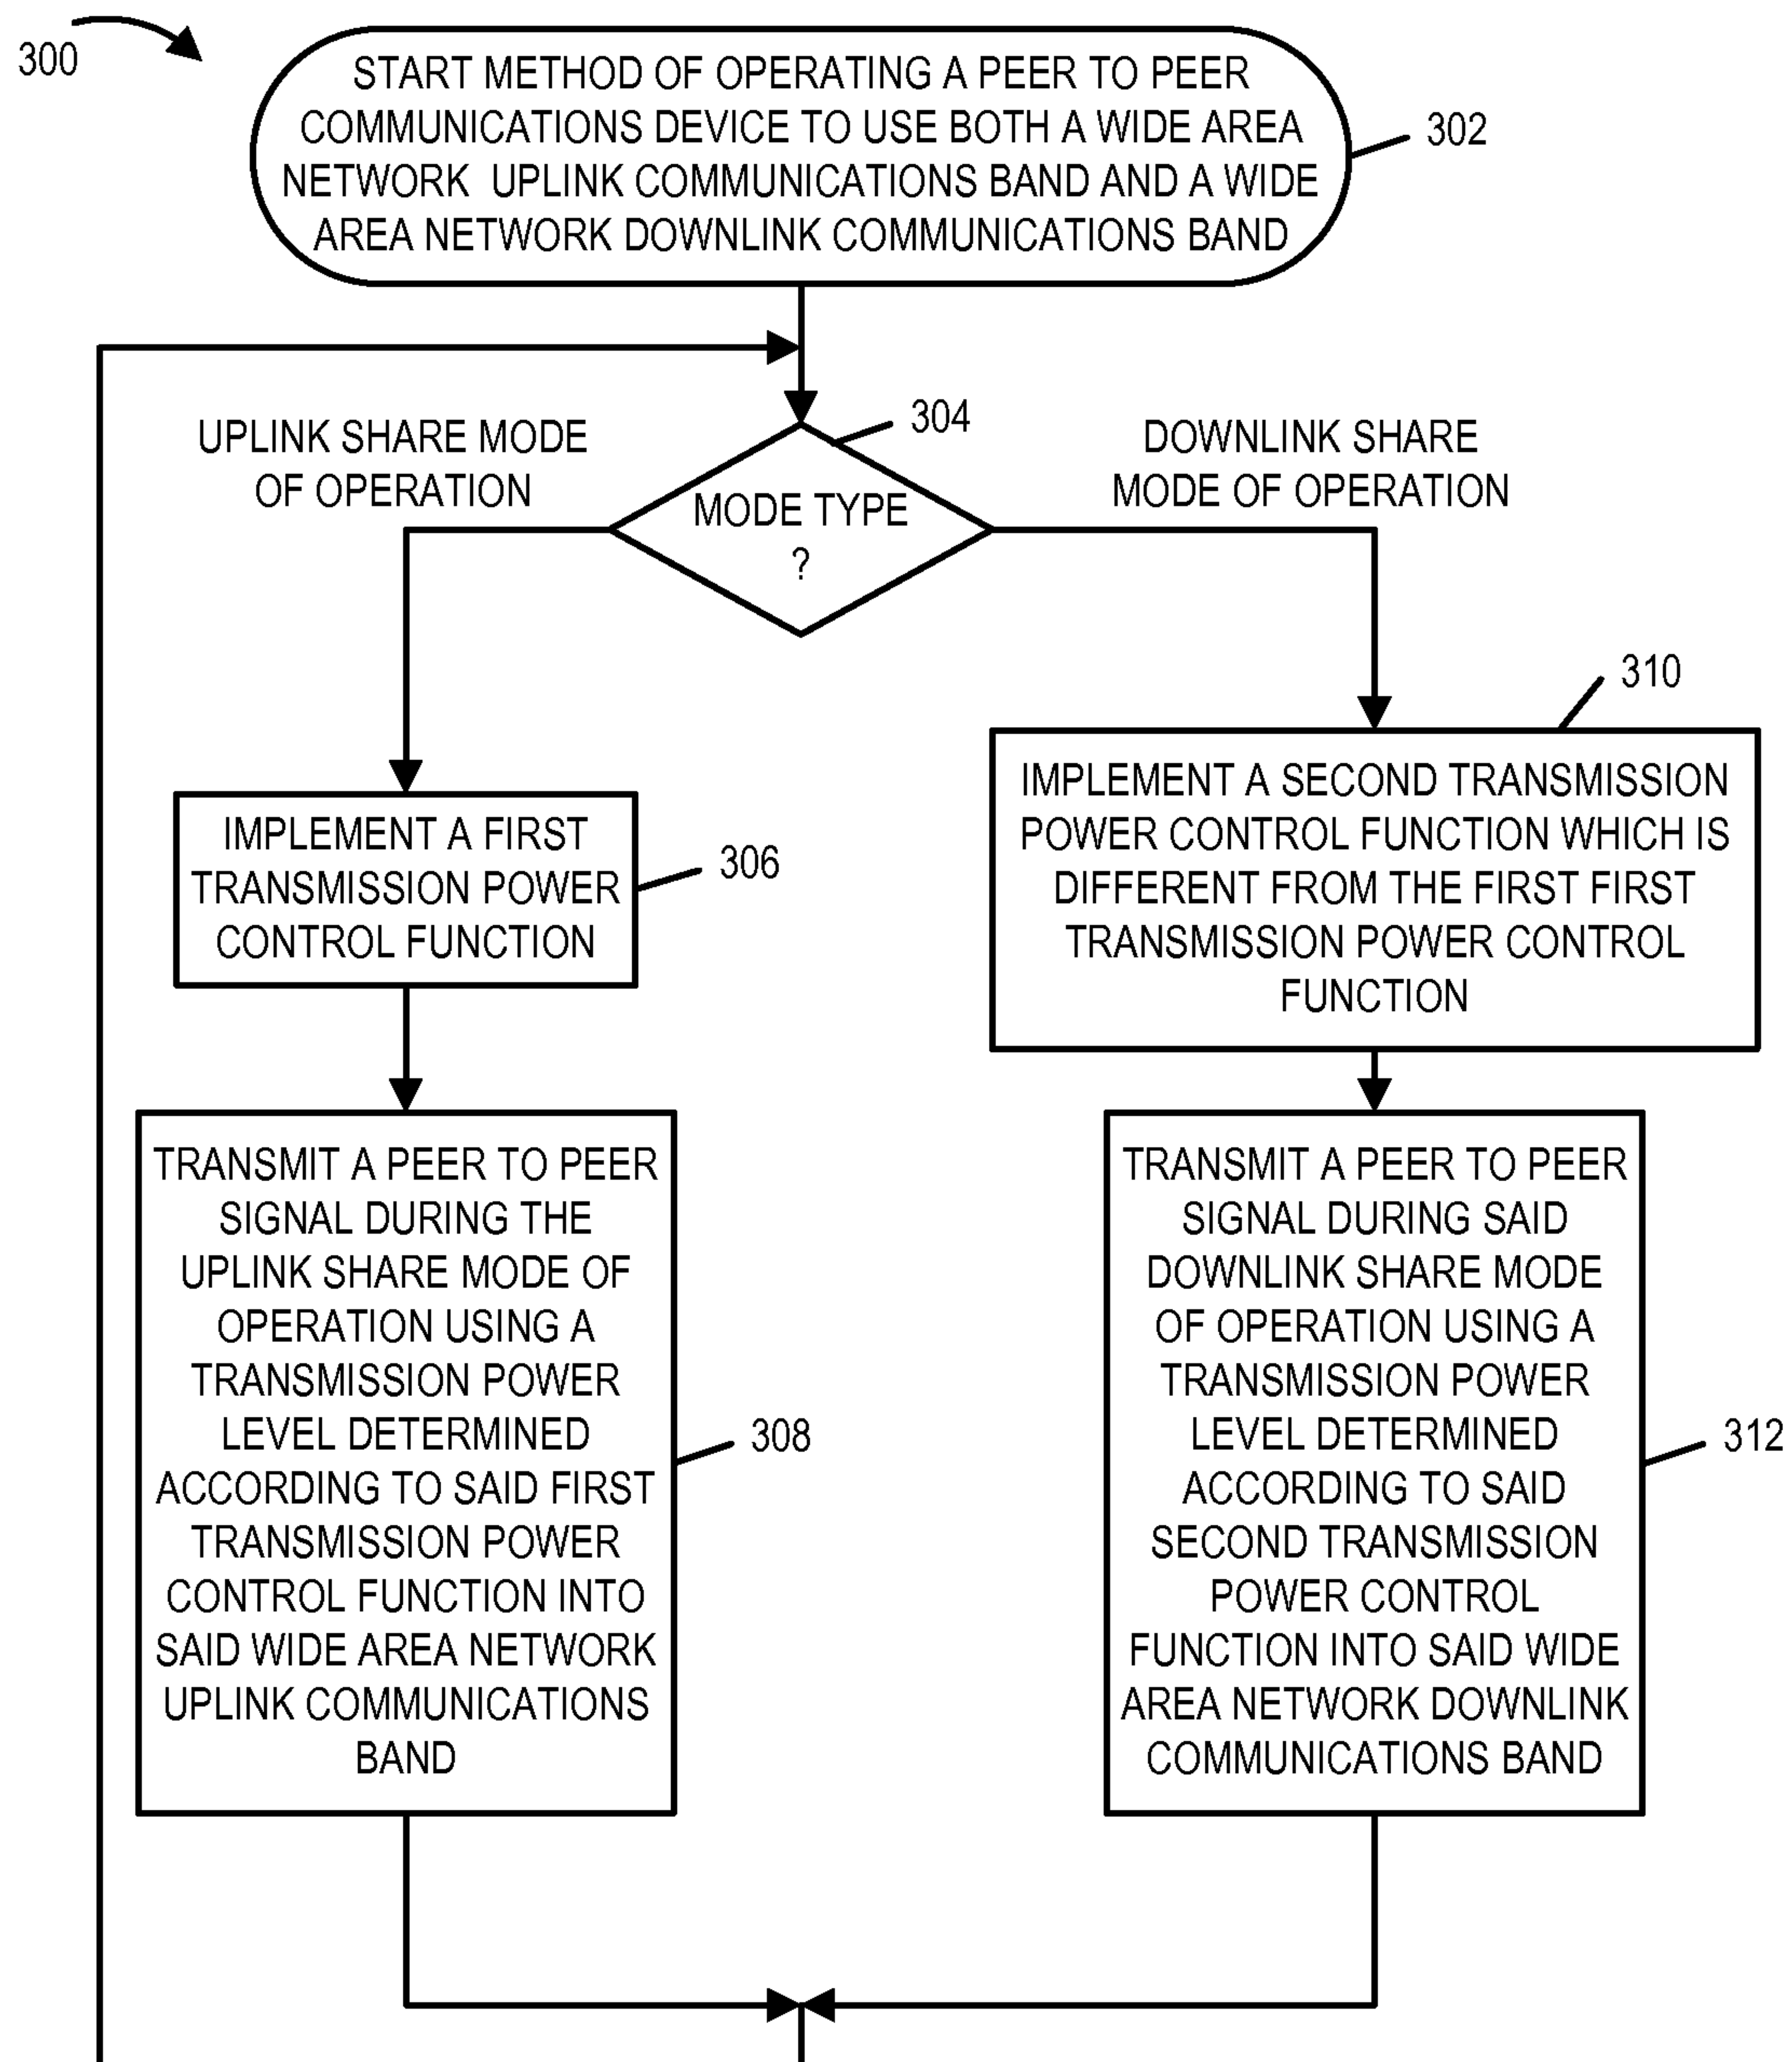 300
START METHOD OF OPERATING A PEER TO PEER
COMMUNICATIONS DEVICE TO USE BOTH A WIDE AREA
NETWORK UPLINK COMMUNICATIONS BAND AND A WIDE
AREA NETWORK DOWNLINK COMMUNICATIONS BAND
302
304
UPLINK SHARE MODE
OF OPERATION
MODE TYPE
?
DOWNLINK SHARE
MODE OF OPERATION
IMPLEMENT A FIRST
TRANSMISSION POWER
CONTROL FUNCTION
306
310
IMPLEMENT A SECOND TRANSMISSION
POWER CONTROL FUNCTION WHICH IS
DIFFERENT FROM THE FIRST FIRST
TRANSMISSION POWER CONTROL
FUNCTION
TRANSMIT A PEER TO PEER
SIGNAL DURING THE
UPLINK SHARE MODE OF
OPERATION USING A
TRANSMISSION POWER
LEVEL DETERMINED
ACCORDING TO SAID FIRST
TRANSMISSION POWER
CONTROL FUNCTION INTO
SAID WIDE AREA NETWORK
UPLINK COMMUNICATIONS
BAND
308
TRANSMIT A PEER TO PEER
SIGNAL DURING SAID
DOWNLINK SHARE MODE
OF OPERATION USING A
TRANSMISSION POWER
LEVEL DETERMINED
ACCORDING TO SAID
SECOND TRANSMISSION
POWER CONTROL
FUNCTION INTO SAID WIDE
AREA NETWORK DOWNLINK
COMMUNICATIONS BAND
312